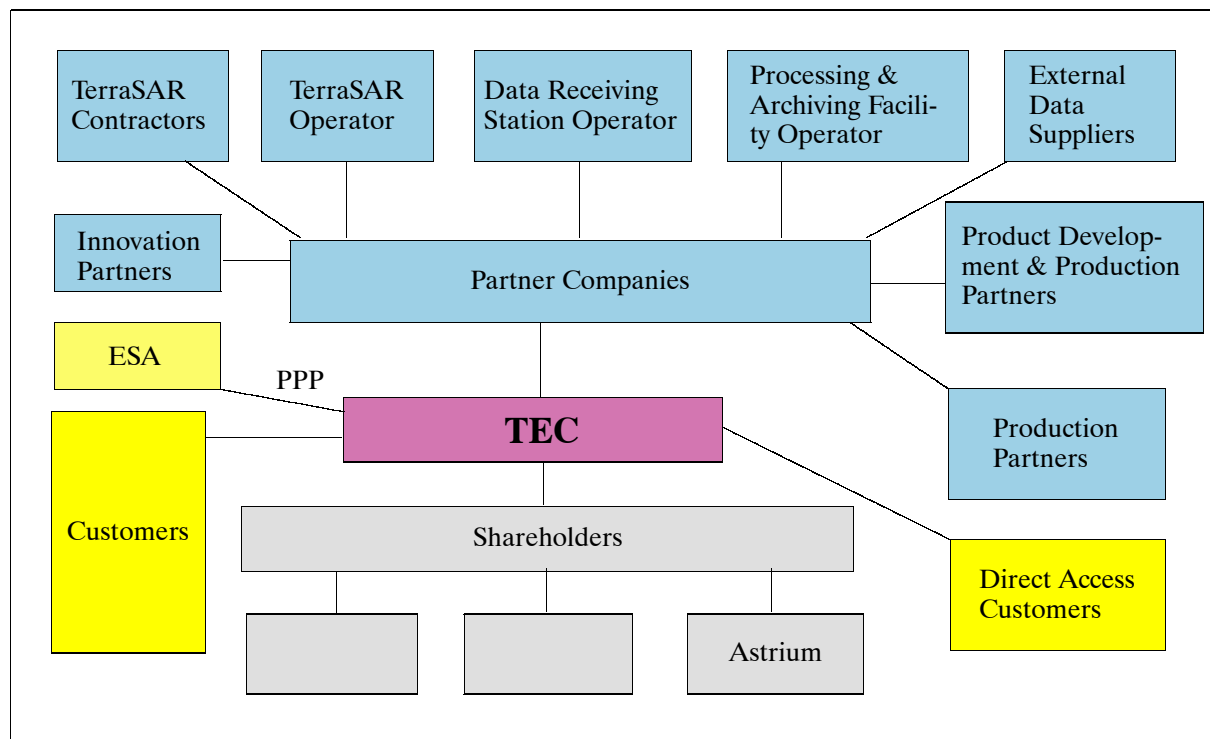 TerraSAR
Contractors
TerraSAR
Operator
Data Receiving
Station Operator
Processing &
Archiving Facili-
ty Operator
External
Data
Suppliers
Innovation
Partners
Partner Companies
Product Develop-
ment & Production
Partners
ESA
PPP
TEC
Production
Partners
Customers
Shareholders
Direct Access
Customers
Astrium